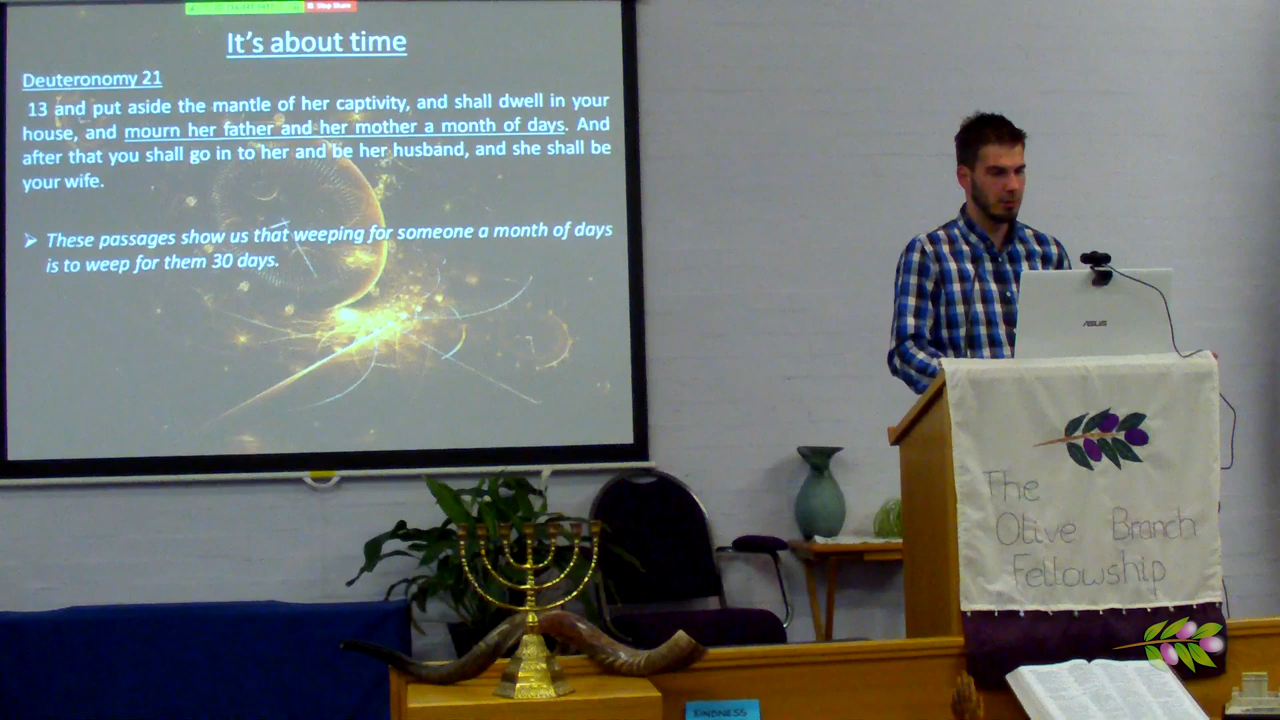 Stop Share
It's about time
Deuteronomy 21
13 and put aside the mantle of her captivity, and shall dwell in your
house, and mourn her father and her mother a month of days. And
after that you shall go in to her and be her husband, and she shall be
your wife.
➢ These passages show us that weeping for someone a month of days
is to weep for them 30 days.
ASUS
The
Olive Branch
Fellowship
KINDNESS